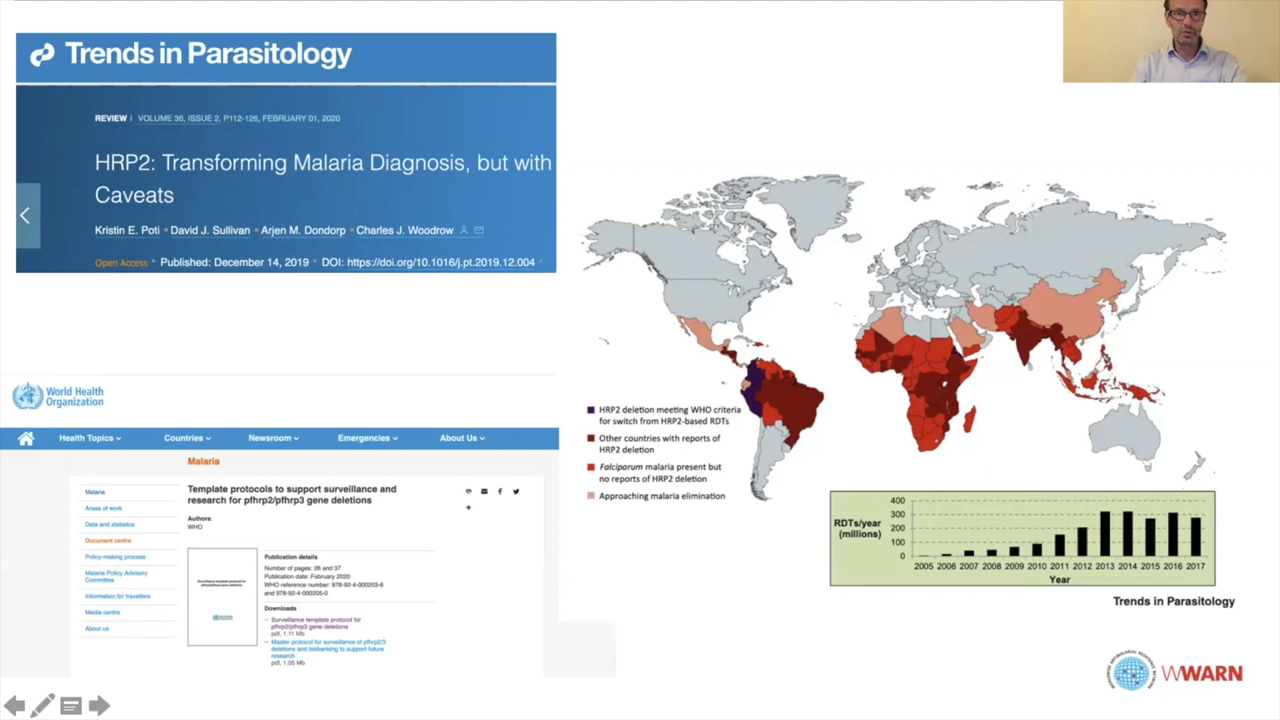 Trends in Parasitology
REVIEW | VOLUME 36, ISSUE 2, P112-126, FEBRUARY 01, 2020
HRP2: Transforming Malaria Diagnosis, but with
Caveats
Kristin E. Poti • David J. Sullivan • Arjen M. Dondorp • Charles J. Woodrow
Open Access • Published: December 14, 2019 • DOI: https://doi.org/10.1016/j.pt.2019.12.004 •
World Health
Organization
Health Topics
Countries
Newsroom
Emergencies
About Us
Malaria
Malaria
Areas of work
Data and statistics
Document centre
Policy-making process
Malaria Policy Advisory
Committee
Information for travellers
Media centre
About us
Template protocols to support surveillance and
research for pfhrp2/pfhrp3 gene deletions
Authors:
WHO
Publication details
Number of pages: 26 and 37
Publication date: February 2020
WHO reference number: 978-92-4-000203-6
and 978-92-4-000205-0
Downloads
– Surveillance template protocol for
pfhrp2/pfhrp3 gene deletions
pdf, 1.11 Mb
– Master protocol for surveillance of pfhrp2/3
deletions and biobanking to support future
research
pdf, 1.05 Mb
HRP2 deletion meeting WHO criteria
for switch from HRP2-based RDTs
Other countries with reports of
HRP2 deletion
Falciparum malaria present but
no reports of HRP2 deletion
Approaching malaria elimination
RDTs/year
(millions)
400
300
200
100
0
2005 2006 2007 2008 2009 2010 2011 2012 2013 2014 2015 2016 2017
Year
Trends in Parasitology
WORLDWIDE ANTIMALARIAL RESISTANCE NETWORK
WWARN